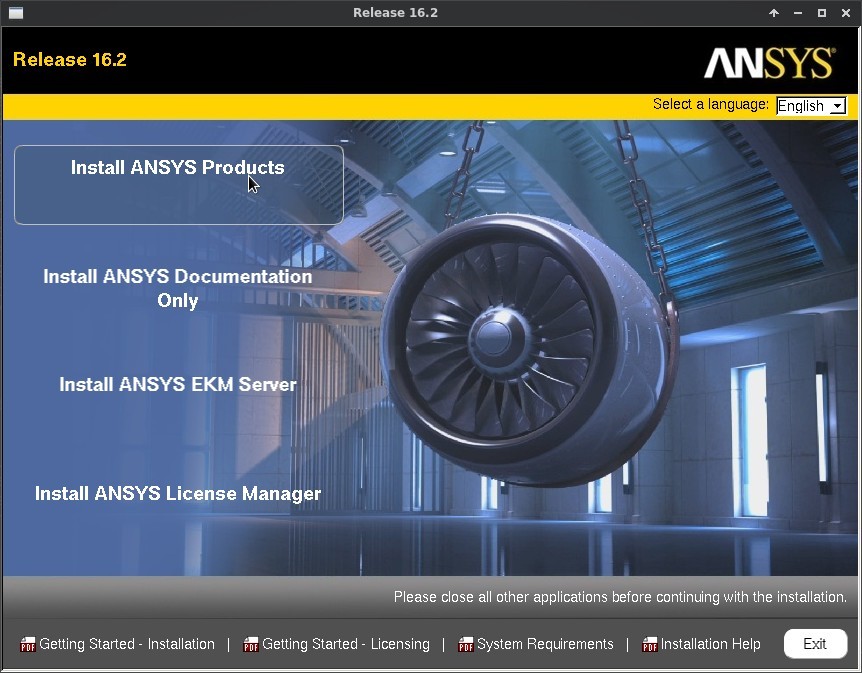 Release 16.2
Release 16.2
ANSYS®
Select a language: English
Install ANSYS Products
Install ANSYS Documentation
Only
Install ANSYS EKM Server
Install ANSYS License Manager
Please close all other applications before continuing with the installation.
PDF Getting Started - Installation | PDF Getting Started - Licensing | PDF System Requirements | PDF Installation Help Exit